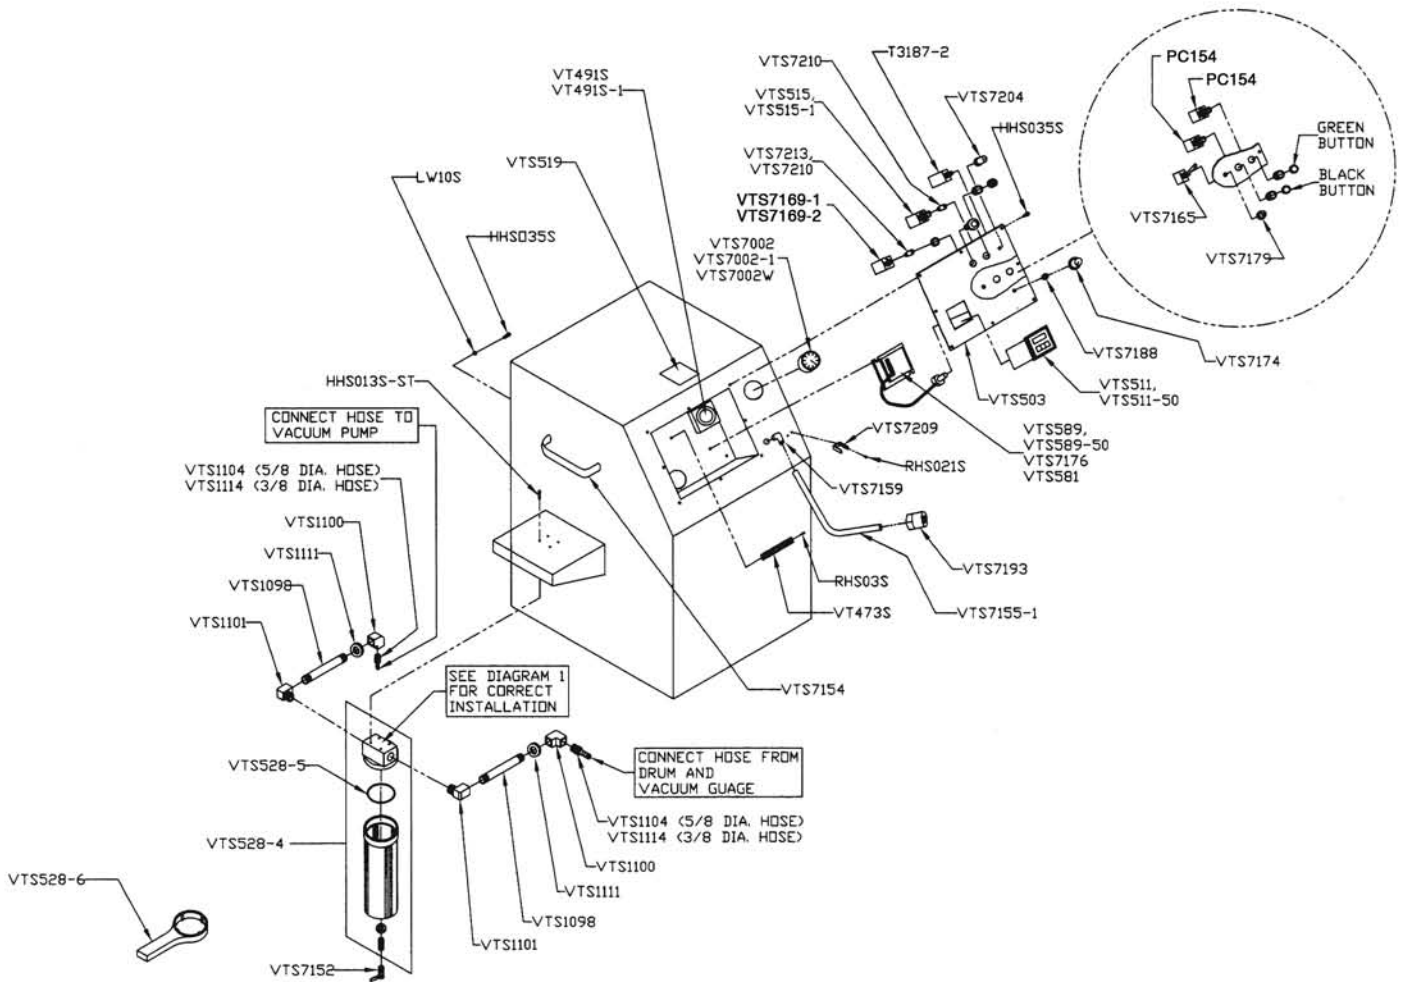 VT491S
VT491S-1
VTS519
LW10S
HHS035S
VTS7210
T3187-2
VTS515,
VTS515-1
VTS7204
HHS035S
VTS7213,
VTS7210
VTS7169-1
VTS7169-2
VTS7002
VTS7002-1
VTS7002W
PC154
PC154
GREEN
BUTTON
BLACK
BUTTON
VTS7165
VTS7179
VTS7188
VTS7174
VTS511,
VTS511-50
VTS503
VTS589,
VTS589-50
VTS7176
VTS581
VTS7209
RHS021S
VTS7159
HHS013S-ST
CONNECT HOSE TO
VACUUM PUMP
VTS1104 (5/8 DIA. HOSE)
VTS1114 (3/8 DIA. HOSE)
VTS1100
VTS1111
VTS1098
VTS1101
VTS7193
RHS03S
VT473S
VTS7155-1
VTS7154
SEE DIAGRAM 1
FOR CORRECT
INSTALLATION
CONNECT HOSE FROM
DRUM AND
VACUUM GUAGE
VTS528-5
VTS1104 (5/8 DIA. HOSE)
VTS1114 (3/8 DIA. HOSE)
VTS528-4
VTS1100
VTS1111
VTS528-6
VTS1098
VTS1101
VTS7152